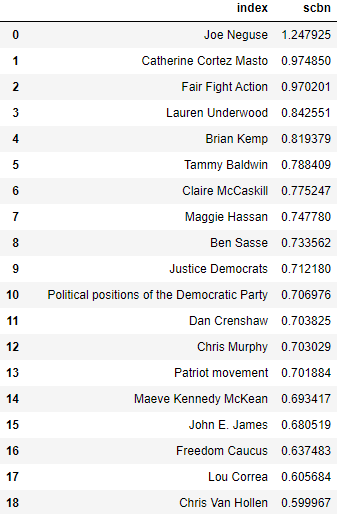 index scbn
0 Joe Neguse 1.247925
1 Catherine Cortez Masto 0.974850
2 Fair Fight Action 0.970201
3 Lauren Underwood 0.842551
4 Brian Kemp 0.819379
5 Tammy Baldwin 0.788409
6 Claire McCaskill 0.775247
7 Maggie Hassan 0.747780
8 Ben Sasse 0.733562
9 Justice Democrats 0.712180
10 Political positions of the Democratic Party 0.706976
11 Dan Crenshaw 0.703825
12 Chris Murphy 0.703029
13 Patriot movement 0.701884
14 Maeve Kennedy McKean 0.693417
15 John E. James 0.680519
16 Freedom Caucus 0.637483
17 Lou Correa 0.605684
18 Chris Van Hollen 0.599967